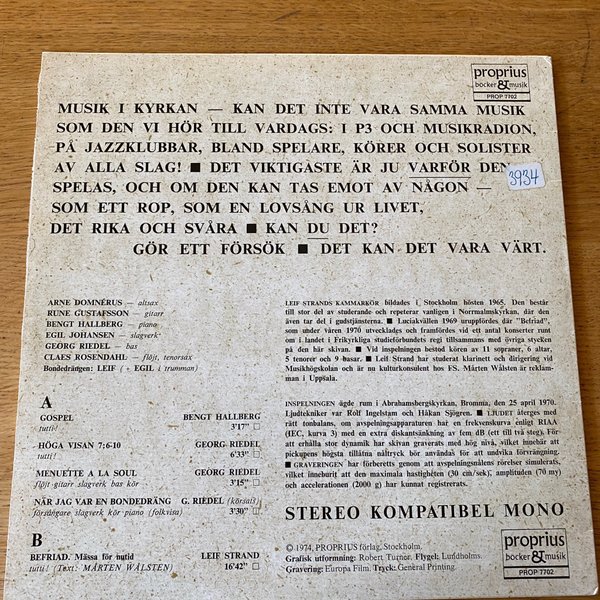 proprius
böcker & musik
PROP 7702
MUSIK I KYRKAN — KAN DET INTE VARA SAMMA MUSIK
SOM DEN VI HÖR TILL VARDAGS: I P3 OCH MUSIKRADION,
PÅ JAZZKLUBBAR, BLAND SPELARE, KÖRER OCH SOLISTER
AV ALLA SLAG! ■ DET VIKTIGASTE ÄR JU VARFÖR DEN
3934
SPELAS, OCH OM DEN KAN TAS EMOT AV NÅGON —
SOM ETT ROP, SOM EN LOVSÅNG UR LIVET,
DET RIKA OCH SVÅRA ■ KAN DU DET?
GÖR ETT FÖRSÖK ■ DET KAN DET VARA VÄRT.
ARNE DOMNÉRUS – altsax
RUNE GUSTAFSSON – gitarr
BENGT HALLBERG – piano
EGIL JOHANSEN – slagverk
GEORG RIEDEL – bas
CLAES ROSENDAHL – flöjt, tenorsax
Bondedrängen: LEIF ( + EGIL i trumman)
A
GOSPEL BENGT HALLBERG
tutti! 3'17" □
HÖGA VISAN 7:6-10 GEORG RIEDEL
tutti! 6'33" □
MENUETTE A LA SOUL GEORG RIEDEL
flöjt gitarr slagverk bas kör 3'15" □
NÄR JAG VAR EN BONDEDRÄNG G. RIEDEL (körsats)
försångare slagverk kör piano (folkvisa) 3'30" □
B
BEFRIAD. Mässa för nutid LEIF STRAND
tutti! (Text: MÅRTEN WÅLSTEN) 16'42" □
LEIF STRANDS KAMMARKÖR bildades i Stockholm hösten 1965. Den består
till stor del av studerande och repeterar vanligen i Norrmalmskyrkan, där den
även tar del i gudstjänsterna. ■ Luciakvällen 1969 uruppfördes där "Befriad",
som under våren 1970 utvecklades och framfördes vid ett antal konserter runt
om i landet i Frikyrkliga studieförbundets regi tillsammans med övriga stycken
på den här skivan. ■ Vid inspelningen bestod kören av 11 sopraner, 6 altar,
5 tenorer och 9 basar. ■ Leif Strand har studerat klarinett och dirigering vid
Musikhögskolan och är nu kulturkonsulent hos FS. Mårten Wålsten är reklam-
man i Uppsala.
INSPELNINGEN ägde rum i Abrahamsbergskyrkan, Bromma, den 25 april 1970.
Ljudtekniker var Rolf Ingelstam och Håkan Sjögren. ■ LJUDET återges med
rätt tonbalans, om avspelningsapparaturen har en frekvenskurva enligt RIAA
(IEC, kurva 3) med en extra diskantsänkning av fem dB (ett till två steg). För
att erhålla stor dynamik har skivan graverats med hög nivå, vilket innebär att
pickupens högsta tillåtna nåltryck bör användas för att undvika förvrängning.
■ GRAVERINGEN har förberetts genom att avspelningsnålens rörelser simulerats,
vilket inneburit att den maximala hastigheten (30 cm/sek), amplituden (70 my)
och accelerationen (2000 g) har kunnat registrerats.
STEREO KOMPATIBEL MONO
© 1974, PROPRIUS förlag, Stockholm.
Grafisk utformning: Robert Turnor. Flygel: Lundholms.
Gravering: Europa Film. Tryck: General Printing.
proprius
böcker & musik
PROP 7702